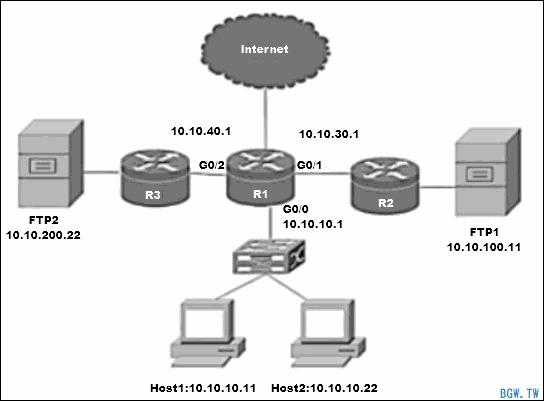 Internet
10.10.40.1
10.10.30.1
G0/2
G0/1
R3
R1
R2
G0/0
10.10.10.1
FTP2
10.10.200.22
FTP1
10.10.100.11
Host1:10.10.10.11
Host2:10.10.10.22
BGW.TW